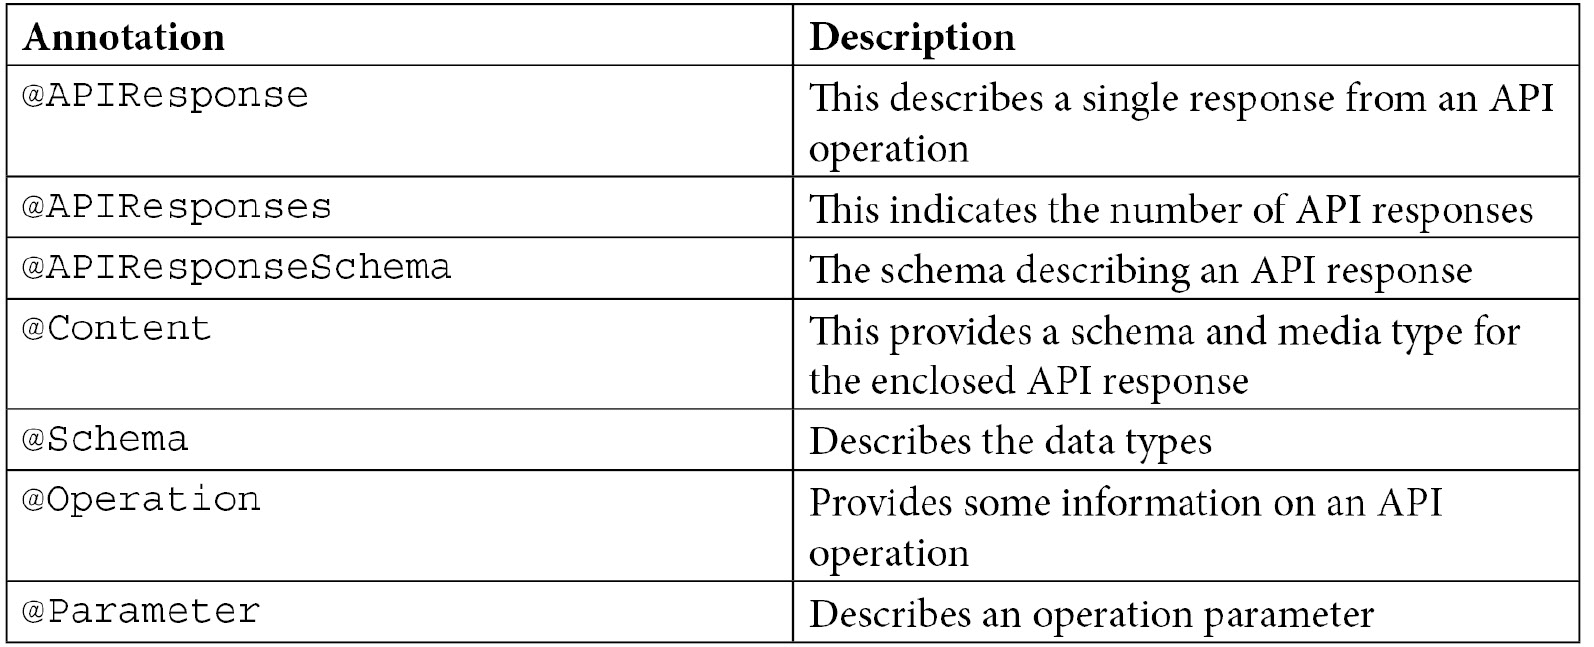 Annotation Description
@APIResponse This describes a single response from an API
operation
@APIResponses This indicates the number of API responses
@APIResponseSchema The schema describing an API response
@Content This provides a schema and media type for
the enclosed API response
@Schema Describes the data types
@Operation Provides some information on an API
operation
@Parameter Describes an operation parameter